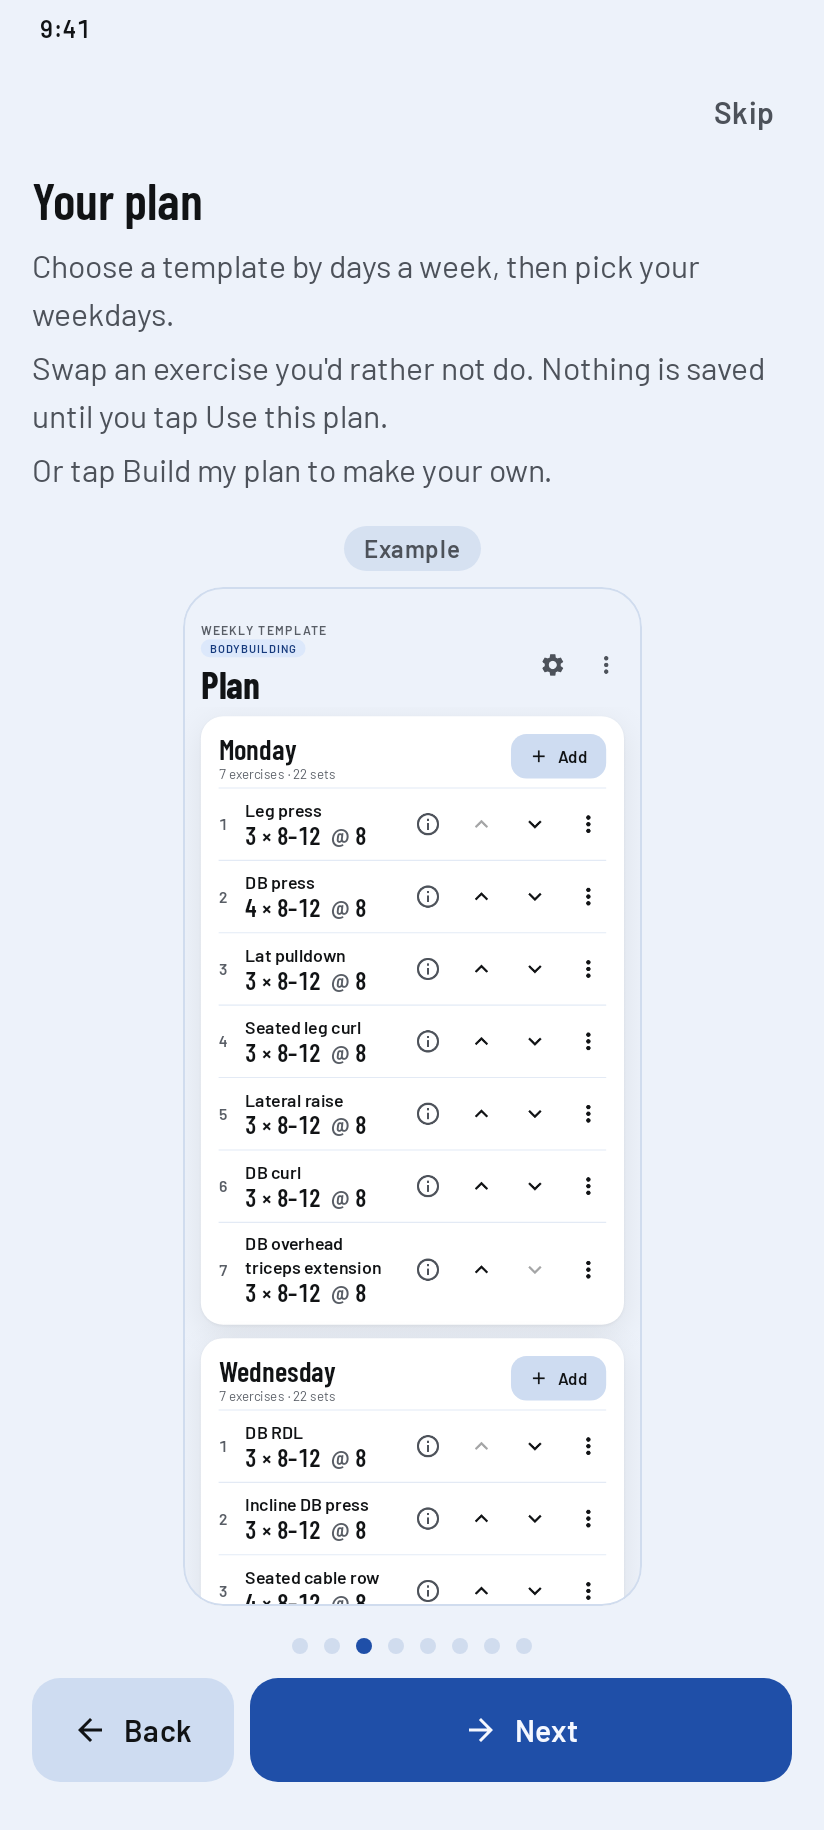 9:41
Skip
Your plan
Choose a template by days a week, then pick your
weekdays.
Swap an exercise you'd rather not do. Nothing is saved
until you tap Use this plan.
Or tap Build my plan to make your own.
Example
WEEKLY TEMPLATE
BODYBUILDING
Plan
Monday
7 exercises · 22 sets
+ Add
1 Leg press
3 × 8–12 @ 8
2 DB press
4 × 8–12 @ 8
3 Lat pulldown
3 × 8–12 @ 8
4 Seated leg curl
3 × 8–12 @ 8
5 Lateral raise
3 × 8–12 @ 8
6 DB curl
3 × 8–12 @ 8
7 DB overhead
triceps extension
3 × 8–12 @ 8
Wednesday
7 exercises · 22 sets
+ Add
1 DB RDL
3 × 8–12 @ 8
2 Incline DB press
3 × 8–12 @ 8
3 Seated cable row
4 × 8–12 @ 8
Back
Next